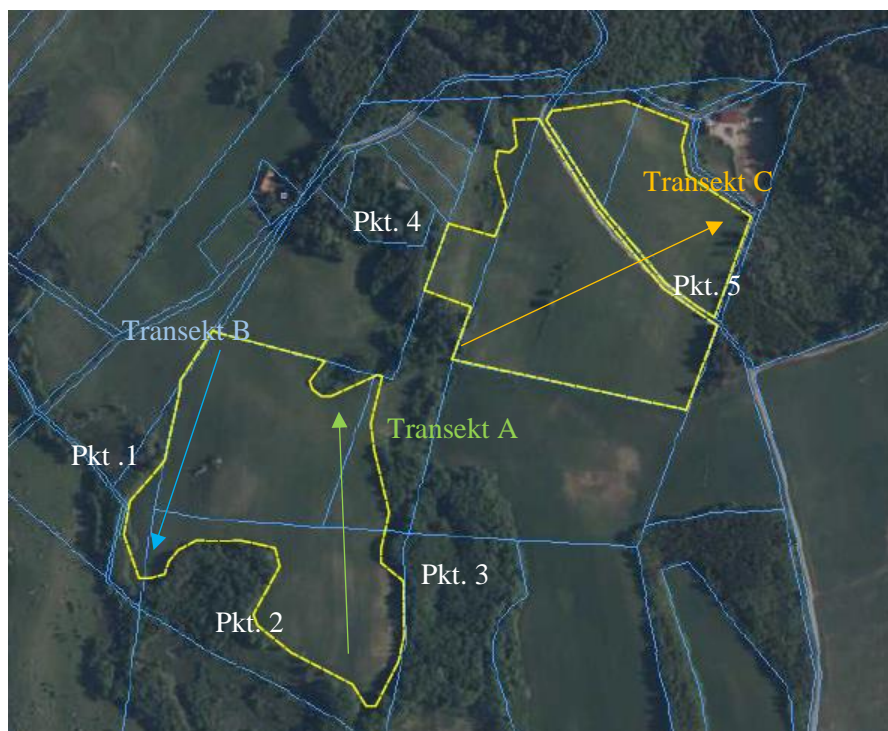 Transekt C
Pkt. 4
Pkt. 5
Transekt B
Transekt A
Pkt .1
Pkt. 3
Pkt. 2